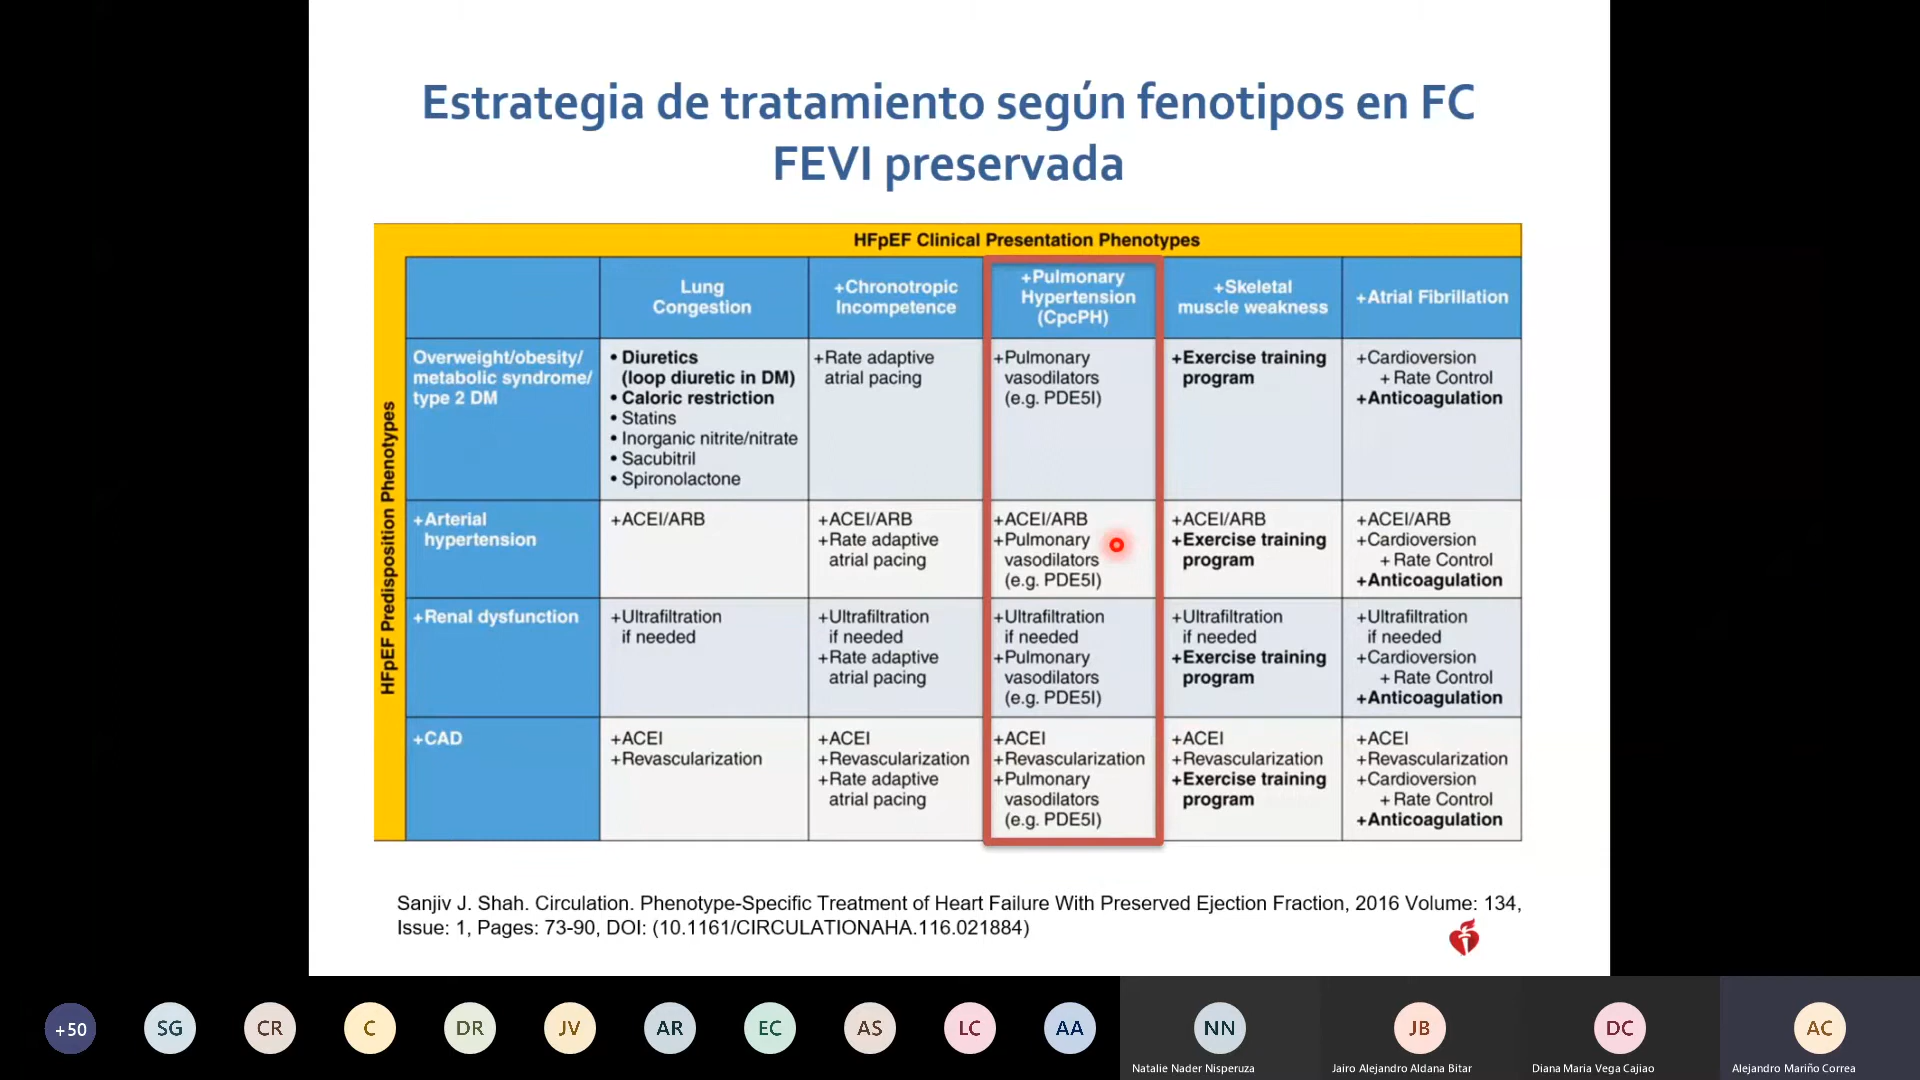 Estrategia de tratamiento según fenotipos en FC
FEVI preservada
HFpEF Clinical Presentation Phenotypes
HFpEF Predisposition Phenotypes
Lung
Congestion
+Chronotropic
Incompetence
+Pulmonary
Hypertension
(CpcPH)
+Skeletal
muscle weakness
+Atrial Fibrillation
Overweight/obesity/
metabolic syndrome/
type 2 DM
• Diuretics
(loop diuretic in DM)
• Caloric restriction
• Statins
• Inorganic nitrite/nitrate
• Sacubitril
• Spironolactone
+Rate adaptive
atrial pacing
+Pulmonary
vasodilators
(e.g. PDE5I)
+Exercise training
program
+Cardioversion
+ Rate Control
+Anticoagulation
+Arterial
hypertension
+ACEI/ARB
+ACEI/ARB
+Rate adaptive
atrial pacing
+ACEI/ARB
+Pulmonary
vasodilators
(e.g. PDE5I)
+ACEI/ARB
+Exercise training
program
+ACEI/ARB
+Cardioversion
+ Rate Control
+Anticoagulation
+Renal dysfunction
+Ultrafiltration
if needed
+Ultrafiltration
if needed
+Rate adaptive
atrial pacing
+Ultrafiltration
if needed
+Pulmonary
vasodilators
(e.g. PDE5I)
+Ultrafiltration
if needed
+Exercise training
program
+Ultrafiltration
if needed
+Cardioversion
+ Rate Control
+Anticoagulation
+CAD
+ACEI
+Revascularization
+ACEI
+Revascularization
+Rate adaptive
atrial pacing
+ACEI
+Revascularization
+Pulmonary
vasodilators
(e.g. PDE5I)
+ACEI
+Revascularization
+Exercise training
program
+ACEI
+Revascularization
+Cardioversion
+ Rate Control
+Anticoagulation
Sanjiv J. Shah. Circulation. Phenotype-Specific Treatment of Heart Failure With Preserved Ejection Fraction, 2016 Volume: 134,
Issue: 1, Pages: 73-90, DOI: (10.1161/CIRCULATIONAHA.116.021884)
+50
SG
CR
C
DR
JV
AR
EC
AS
LC
AA
NN
JB
DC
AC
Natalie Nader Nisperuza
Jairo Alejandro Aldana Bitar
Diana Maria Vega Cajiao
Alejandro Mariño Correa